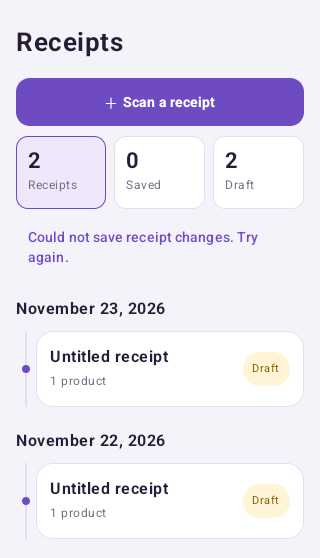 Receipts
+ Scan a receipt
2
Receipts
0
Saved
2
Draft
Could not save receipt changes. Try
again.
November 23, 2026
Untitled receipt
1 product
Draft
November 22, 2026
Untitled receipt
1 product
Draft